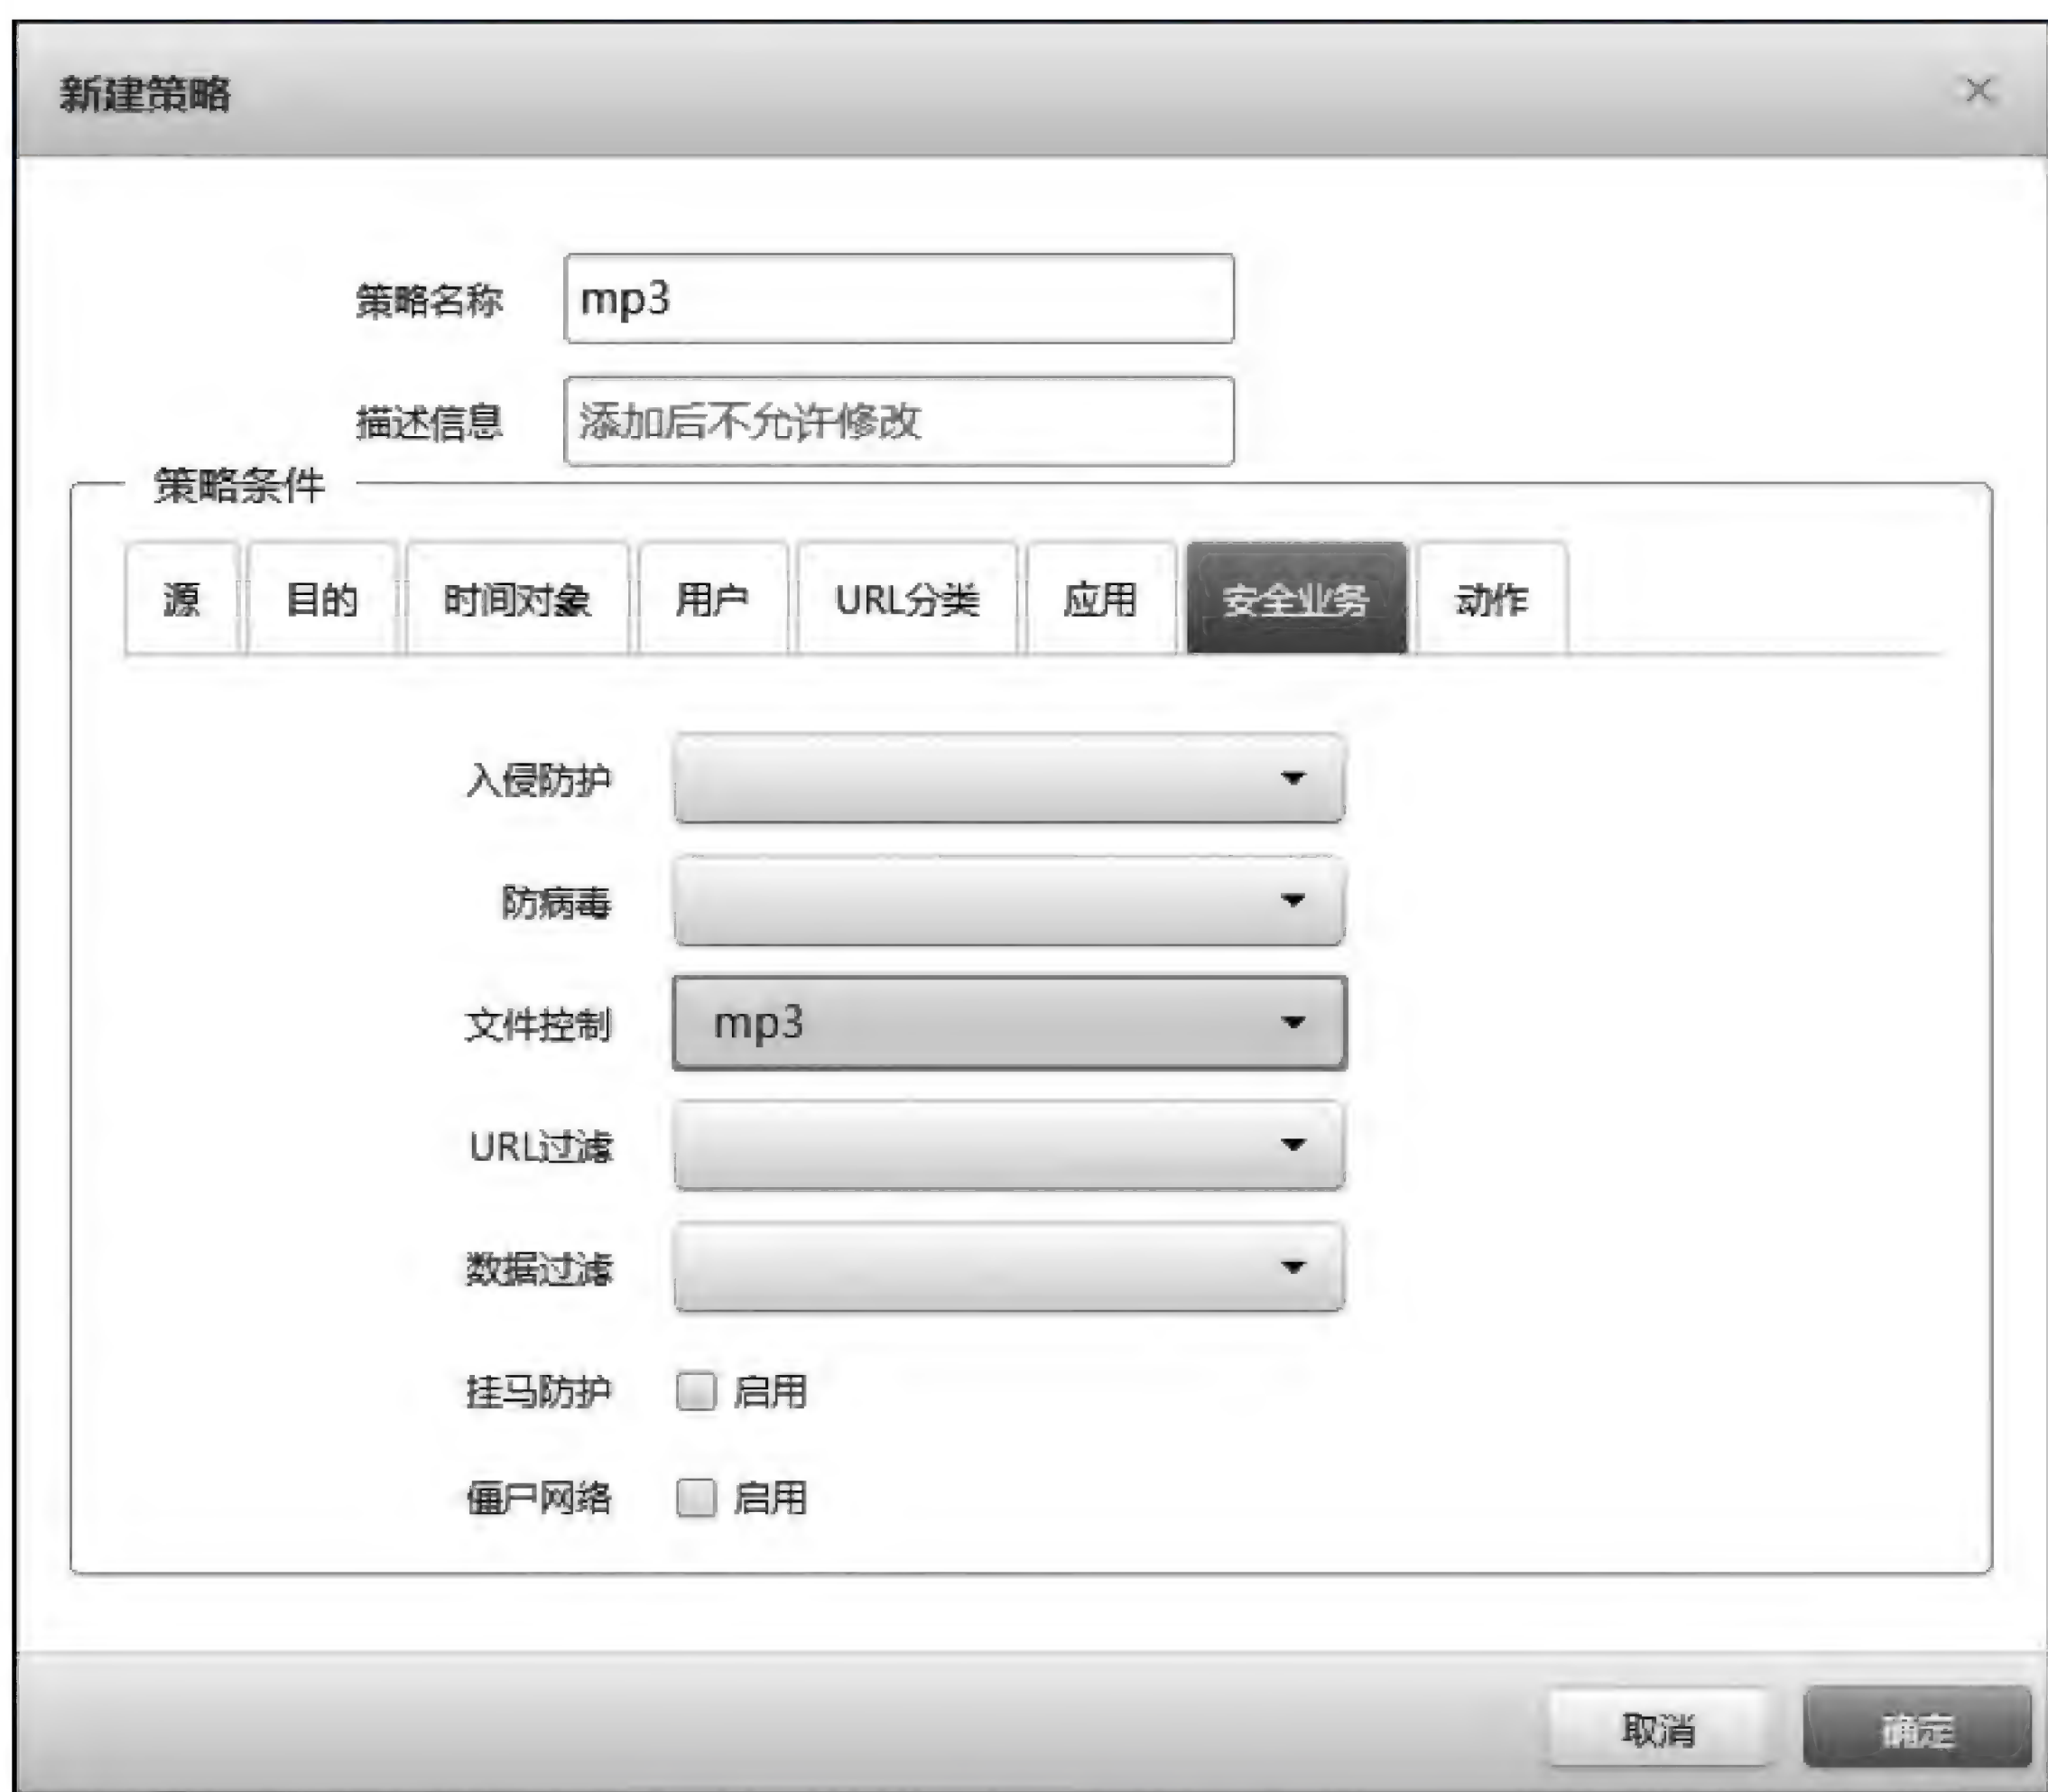 新建策略
策略名称 mp3
描述信息 添加后不允许修改
策略条件
源 目的 时间对象 用户 URL分类 应用 安全业务 动作
入侵防护
防病毒
文件控制 mp3
URL过滤
数据过滤
挂马防护 启用
僵尸网络 启用
取消 确定